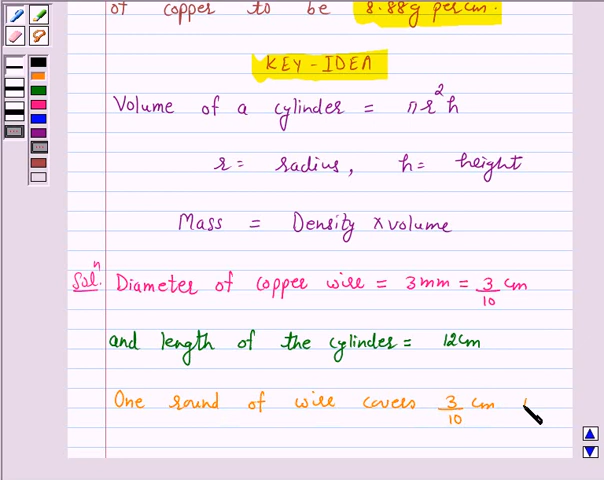 of copper to be 8.88g per cm.
KEY-IDEA
Volume of a cylinder = πr²h
r = radius, h = height
Mass = Density × volume
Solⁿ. Diameter of copper wire = 3mm = 3/10 cm
and length of the cylinder = 12cm
One round of wire covers 3/10 cm